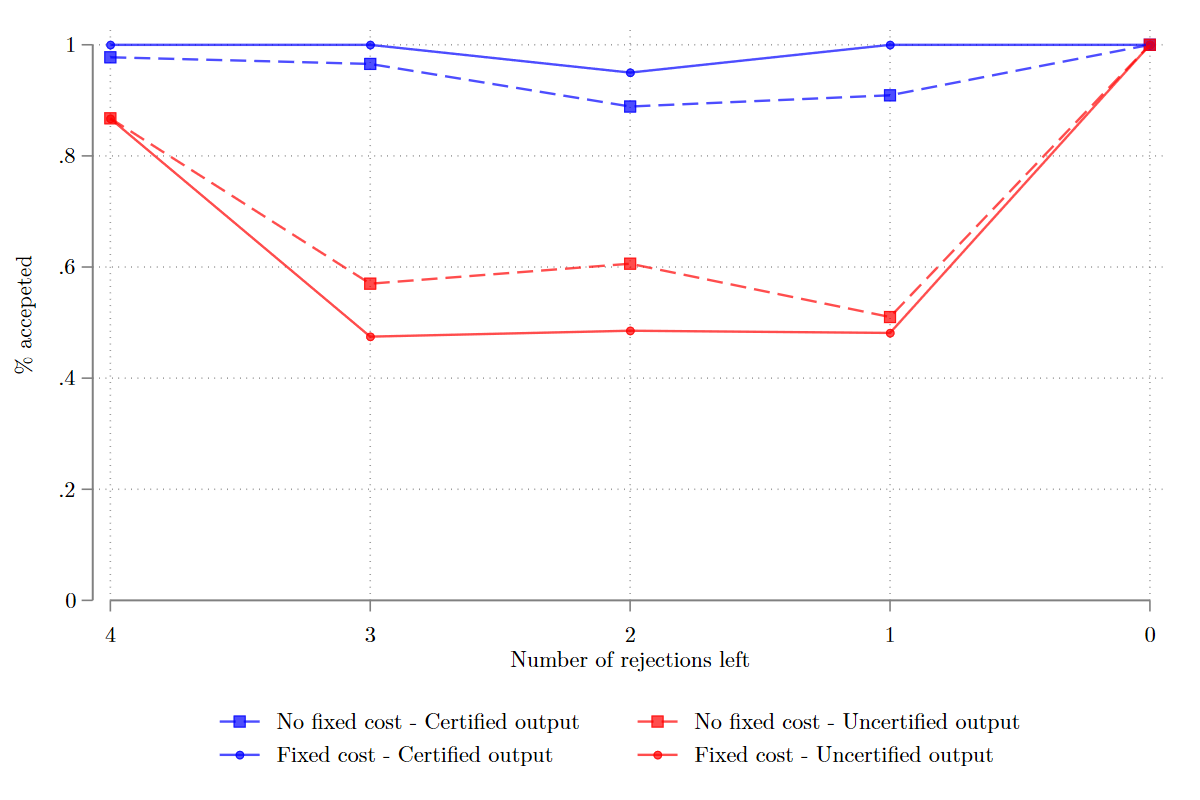 1
.8
.6
.4
.2
0
% accepeted
4 3 2 1 0
Number of rejections left
No fixed cost - Certified output No fixed cost - Uncertified output
Fixed cost - Certified output Fixed cost - Uncertified output